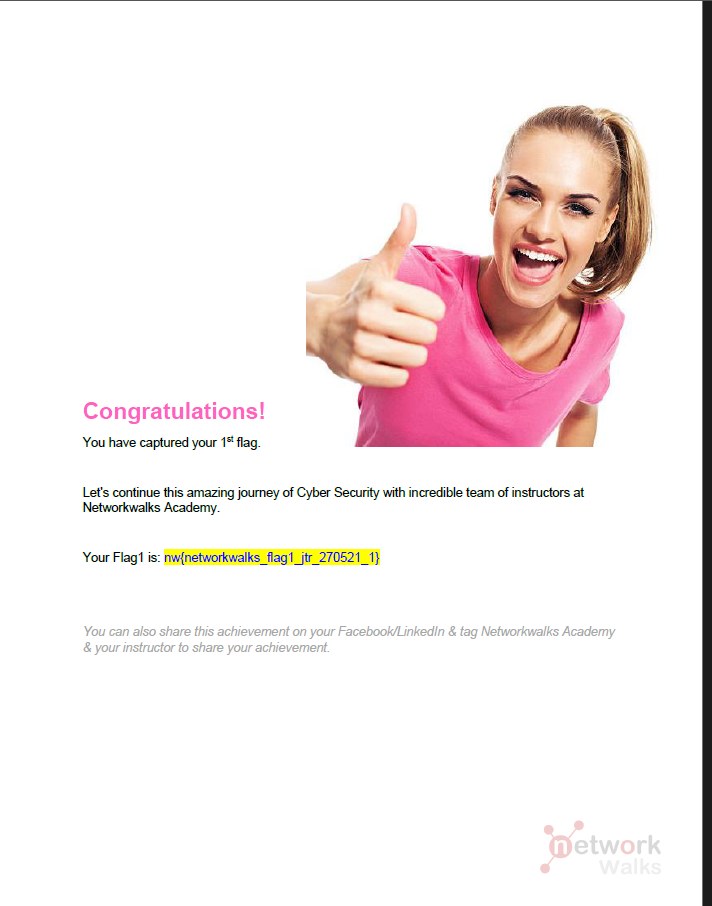 Congratulations!
You have captured your 1st flag.
Let's continue this amazing journey of Cyber Security with incredible team of instructors at
Networkwalks Academy.
Your Flag1 is: nw{networkwalks_flag1_jtr_270521_1}
You can also share this achievement on your Facebook/LinkedIn & tag Networkwalks Academy
& your instructor to share your achievement.
network
Walks